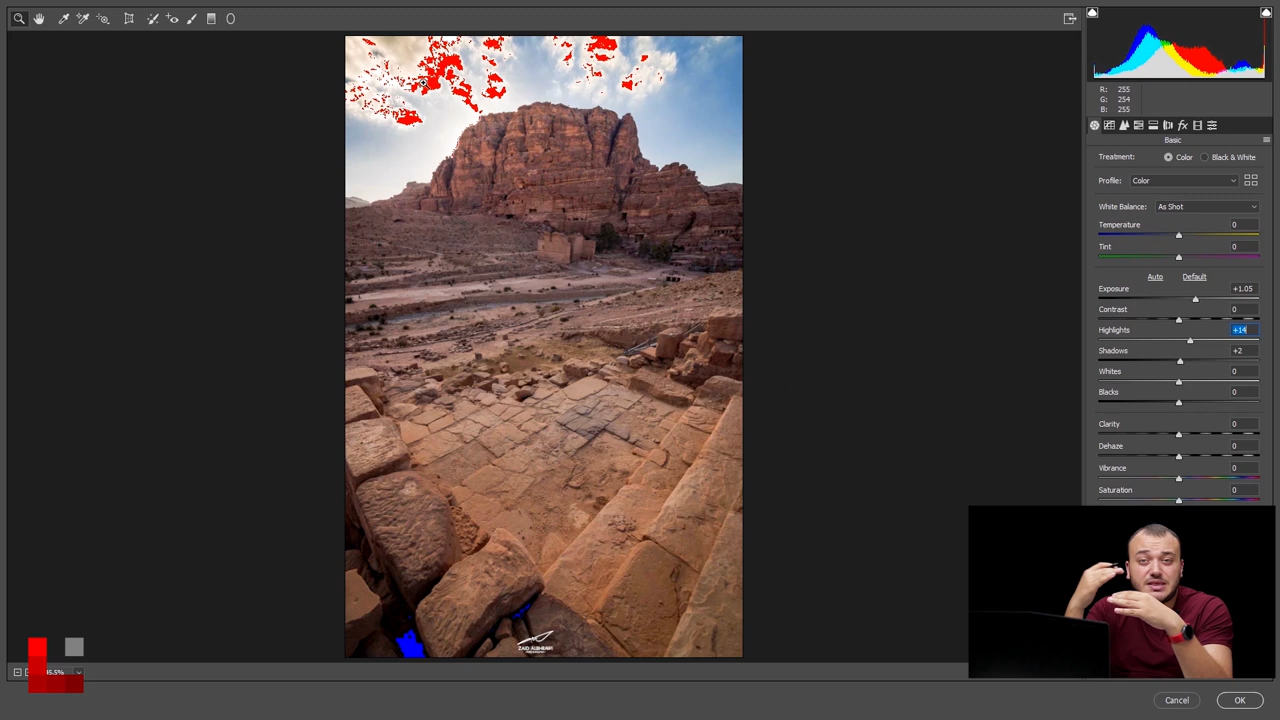 R: 255
G: 254
B: 255
Basic
Treatment: Color Black & White
Profile: Color
White Balance: As Shot
Temperature 0
Tint 0
Auto Default
Exposure +1.05
Contrast 0
Highlights +14
Shadows +2
Whites 0
Blacks 0
Clarity 0
Dehaze 0
Vibrance 0
Saturation 0
fx
Cancel OK